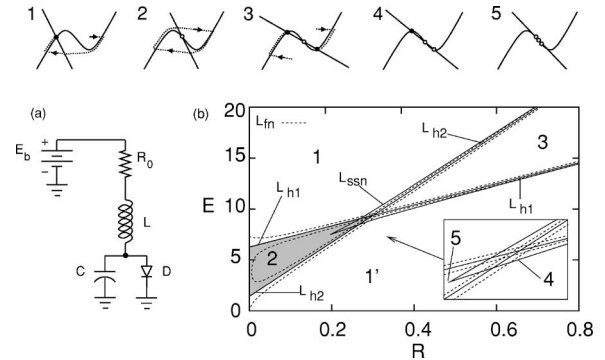 1 2 3 4 5
(a)
E_b
+
−
R_0
L
C
D
(b)
L_fn
20
15
10
5
0
E
1
L_h2
3
L_ssn
L_h1
L_h1
2
5
4
1'
L_h2
0 0.2 0.4 0.6 0.8
R